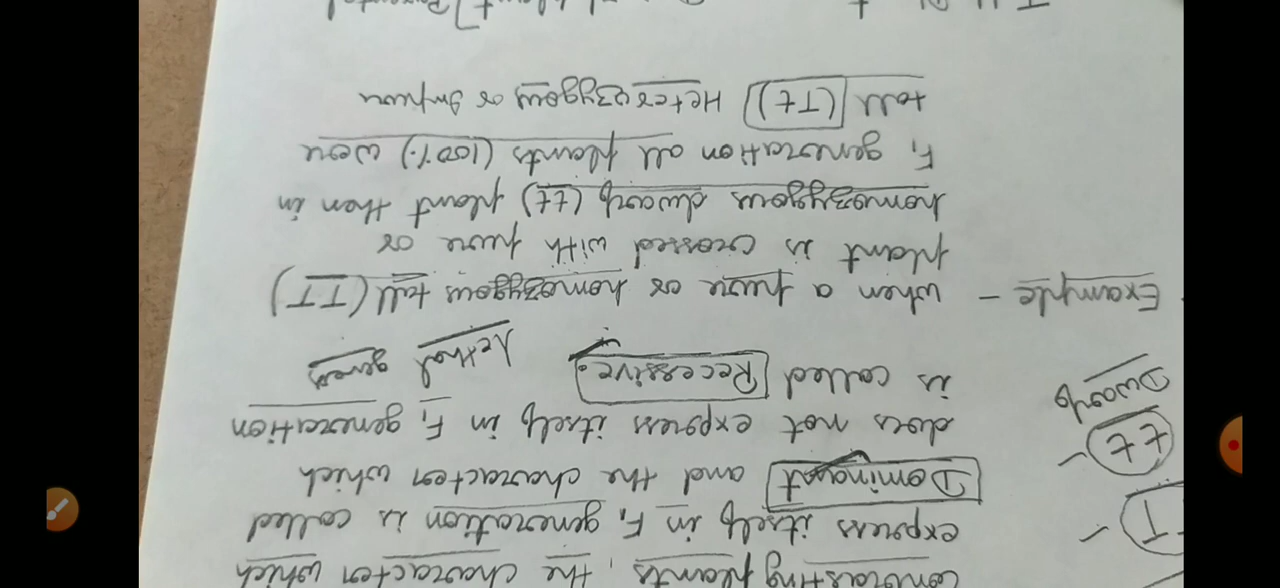 contrasting plants, the character which
express itself in F₁ generation is called
Dominant and the character which
does not express itself in F₁ generation
is called Recessive. Lethal genes
T -
tt -
Dwarf
Example - when a pure or homozygous tall (TT)
plant is crossed with pure or
homozygous dwarf (tt) plant then in
F₁ generation all plants (100%) were
tall (Tt) Heterozygous or Impure